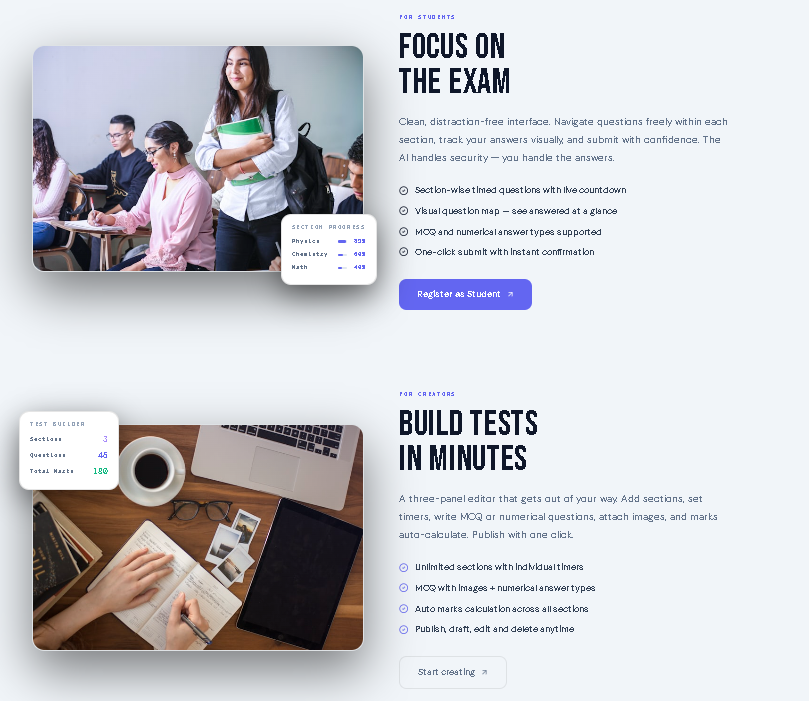 FOR STUDENTS
FOCUS ON
THE EXAM
Clean, distraction-free interface. Navigate questions freely within each
section, track your answers visually, and submit with confidence. The
AI handles security — you handle the answers.
Section-wise timed questions with live countdown
Visual question map — see answered at a glance
MCQ and numerical answer types supported
One-click submit with instant confirmation
Register as Student
SECTION PROGRESS
Physics
Chemistry 60%
Math 40%
FOR CREATORS
BUILD TESTS
IN MINUTES
A three-panel editor that gets out of your way. Add sections, set
timers, write MCQ or numerical questions, attach images, and marks
auto-calculate. Publish with one click.
Unlimited sections with individual timers
MCQ with images + numerical answer types
Auto marks calculation across all sections
Publish, draft, edit and delete anytime
Start creating
TEST BUILDER
Sections 3
Questions 45
Total Marks 180